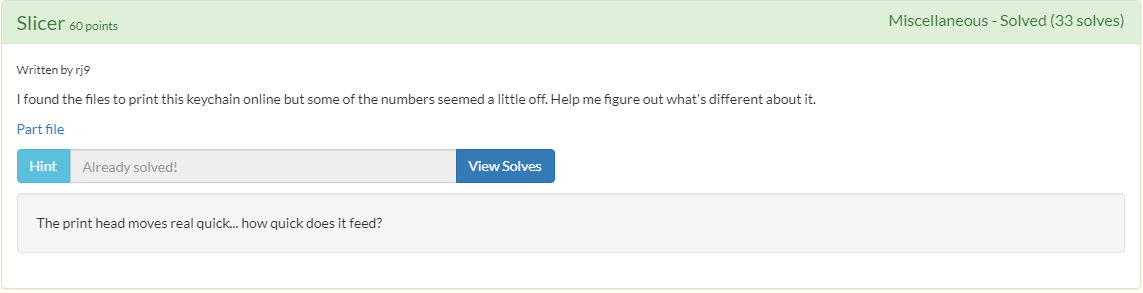 Slicer 60 points Miscellaneous - Solved (33 solves)
Written by rj9
I found the files to print this keychain online but some of the numbers seemed a little off. Help me figure out what's different about it.
Part file
Hint Already solved! View Solves
The print head moves real quick... how quick does it feed?